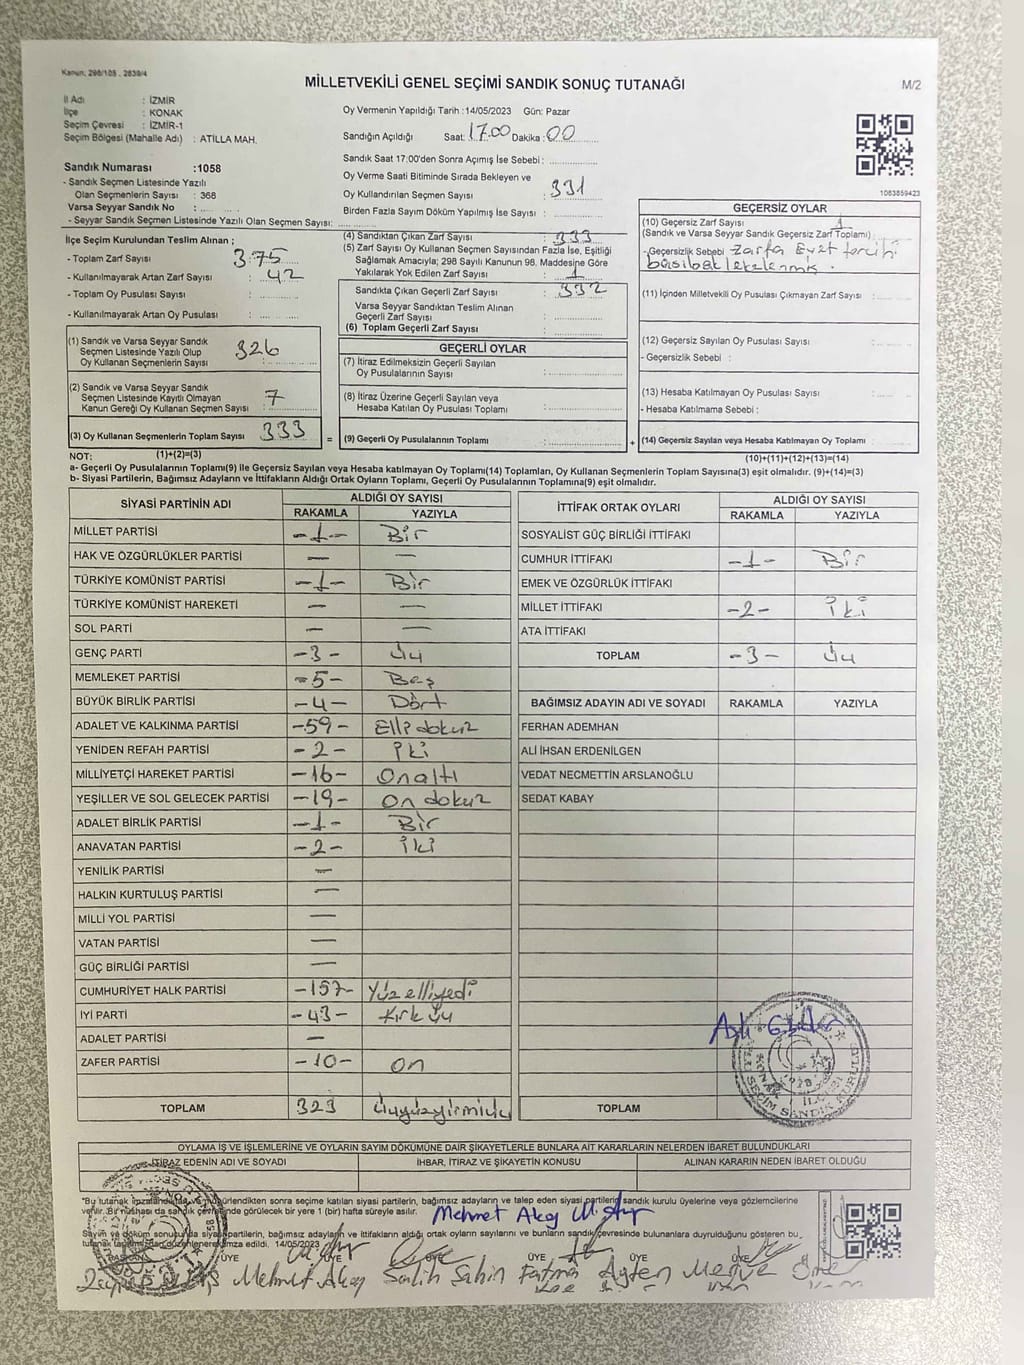 Kanun: 298/105 . 2839/4
MİLLETVEKİLİ GENEL SEÇİMİ SANDIK SONUÇ TUTANAĞI
M/2
İl Adı : İZMİR
İlçe : KONAK
Seçim Çevresi : İZMİR-1
Seçim Bölgesi (Mahalle Adı) : ATİLLA MAH.
Oy Vermenin Yapıldığı Tarih :14/05/2023 Gün: Pazar
Sandığın Açıldığı Saat: 17.00 Dakika: 00
Sandık Saat 17:00'den Sonra Açımış İse Sebebi :
Sandık Numarası :1058
- Sandık Seçmen Listesinde Yazılı
Olan Seçmenlerin Sayısı : 368
Varsa Seyyar Sandık No :
- Seyyar Sandık Seçmen Listesinde Yazılı Olan Seçmen Sayısı:
Oy Verme Saati Bitiminde Sırada Bekleyen ve
Oy Kullandırılan Seçmen Sayısı : 331
Birden Fazla Sayım Döküm Yapılmış İse Sayısı :
1083859423
İlçe Seçim Kurulundan Teslim Alınan ;
- Toplam Zarf Sayısı : 375
- Kullanılmayarak Artan Zarf Sayısı : 42
- Toplam Oy Pusulası Sayısı :
- Kullanılmayarak Artan Oy Pusulası :
(4) Sandıktan Çıkan Zarf Sayısı : 333
(5) Zarf Sayısı Oy Kullanan Seçmen Sayısından Fazla İse, Eşitliği
Sağlamak Amacıyla; 298 Sayılı Kanunun 98. Maddesine Göre
Yakılarak Yok Edilen Zarf Sayısı : 1
Sandıkta Çıkan Geçerli Zarf Sayısı : 332
Varsa Seyyar Sandıktan Teslim Alınan
Geçerli Zarf Sayısı :
(6) Toplam Geçerli Zarf Sayısı :
GEÇERSİZ OYLAR
(10) Geçersiz Zarf Sayısı : 1
(Sandık ve Varsa Seyyar Sandık Geçersiz Zarf Toplamı)
- Geçersizlik Sebebi : Zarfa Evet tercihi
basılıp lekelenmiş.
(11) İçinden Milletvekili Oy Pusulası Çıkmayan Zarf Sayısı :
(12) Geçersiz Sayılan Oy Pusulası Sayısı :
- Geçersizlik Sebebi :
(13) Hesaba Katılmayan Oy Pusulası Sayısı :
- Hesaba Katılmama Sebebi :
(14) Geçersiz Sayılan veya Hesaba Katılmayan Oy Toplamı :
(10)+(11)+(12)+(13)=(14)
(1) Sandık ve Varsa Seyyar Sandık
Seçmen Listesinde Yazılı Olup
Oy Kullanan Seçmenlerin Sayısı : 326
(2) Sandık ve Varsa Seyyar Sandık
Seçmen Listesinde Kayıtlı Olmayan
Kanun Gereği Oy Kullanan Seçmen Sayısı : 7
(3) Oy Kullanan Seçmenlerin Toplam Sayısı : 333
(1)+(2)=(3)
GEÇERLİ OYLAR
(7) İtiraz Edilmeksizin Geçerli Sayılan
Oy Pusulalarının Sayısı :
(8) İtiraz Üzerine Geçerli Sayılan veya
Hesaba Katılan Oy Pusulası Toplamı :
= (9) Geçerli Oy Pusulalarının Toplamı : +
NOT:
a- Geçerli Oy Pusulalarının Toplamı(9) ile Geçersiz Sayılan veya Hesaba katılmayan Oy Toplamı(14) Toplamları, Oy Kullanan Seçmenlerin Toplam Sayısına(3) eşit olmalıdır. (9)+(14)=(3)
b- Siyasi Partilerin, Bağımsız Adayların ve İttifakların Aldığı Ortak Oyların Toplamı, Geçerli Oy Pusulalarının Toplamına(9) eşit olmalıdır.
SİYASİ PARTİNİN ADI ALDIĞI OY SAYISI
RAKAMLA YAZIYLA
MİLLET PARTİSİ -1- Bir
HAK VE ÖZGÜRLÜKLER PARTİSİ — —
TÜRKİYE KOMÜNİST PARTİSİ -1- Bir
TÜRKİYE KOMÜNİST HAREKETİ — —
SOL PARTİ — —
GENÇ PARTİ -3- Üç
MEMLEKET PARTİSİ -5- Beş
BÜYÜK BİRLİK PARTİSİ -4- Dört
ADALET VE KALKINMA PARTİSİ -59- Elli dokuz
YENİDEN REFAH PARTİSİ -2- İki
MİLLİYETÇİ HAREKET PARTİSİ -16- Onaltı
YEŞİLLER VE SOL GELECEK PARTİSİ -19- On dokuz
ADALET BİRLİK PARTİSİ -1- Bir
ANAVATAN PARTİSİ -2- İki
YENİLİK PARTİSİ —
HALKIN KURTULUŞ PARTİSİ —
MİLLİ YOL PARTİSİ —
VATAN PARTİSİ —
GÜÇ BİRLİĞİ PARTİSİ —
CUMHURİYET HALK PARTİSİ -157- Yüz elliyedi
İYİ PARTİ -43- Kırk üç
ADALET PARTİSİ —
ZAFER PARTİSİ -10- On
TOPLAM 323 Üçyüzyirmiüç
İTTİFAK ORTAK OYLARI ALDIĞI OY SAYISI
RAKAMLA YAZIYLA
SOSYALİST GÜÇ BİRLİĞİ İTTİFAKI
CUMHUR İTTİFAKI -1- Bir
EMEK VE ÖZGÜRLÜK İTTİFAKI
MİLLET İTTİFAKI -2- İki
ATA İTTİFAKI
TOPLAM -3- Üç
BAĞIMSIZ ADAYIN ADI VE SOYADI RAKAMLA YAZIYLA
FERHAN ADEMHAN
ALİ İHSAN ERDENİLGEN
VEDAT NECMETTİN ARSLANOĞLU
SEDAT KABAY
Aslı Gibidir
TOPLAM
OYLAMA İŞ VE İŞLEMLERİNE VE OYLARIN SAYIM DÖKÜMÜNE DAİR ŞİKAYETLERLE BUNLARA AİT KARARLARIN NELERDEN İBARET BULUNDUKLARI
İTİRAZ EDENİN ADI VE SOYADI İHBAR, İTİRAZ VE ŞİKAYETİN KONUSU ALINAN KARARIN NEDEN İBARET OLDUĞU
"Bu tutanak imzalandıktan ve mühürlendikten sonra seçime katılan siyasi partilerin, bağımsız adayların ve talep eden siyasi partilerin sandık kurulu üyelerine veya gözlemcilerine
verilir. Bir nüshası da sandık çevresinde görülecek bir yere 1 (bir) hafta süreyle asılır.
Mehmet Akay
Sayım ve döküm sonucu, siyasi partilerin, bağımsız adayların ve ittifakların aldığı ortak oyların sayılarını ve bunların sandık çevresinde bulunanlara duyurulduğunu gösteren bu
tutanak tarafımızdan düzenlenerek imza edildi. 14/05/2023
BAŞKAN ÜYE ÜYE ÜYE ÜYE ÜYE
Mehmet Akay Salih Şahin Fatma Ayten Merve